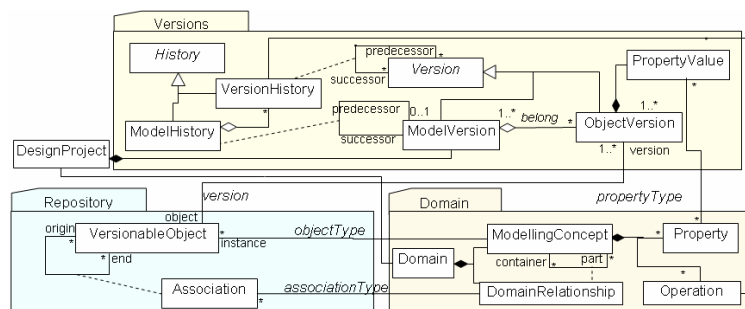 Versions
History
predecessor
*
Version
PropertyValue
VersionHistory
*
successor
*
*
predecessor
0..1
1..*
belong
*
1..*
ModelHistory
ModelVersion
ObjectVersion
successor
DesignProject
1..*
version
Repository
version
Domain
propertyType
object
origin
*
VersionableObject
*
objectType
*
ModellingConcept
*
*
Property
instance
*
end
Domain
container
*
part
*
*
Association
*
associationType
DomainRelationship
Operation